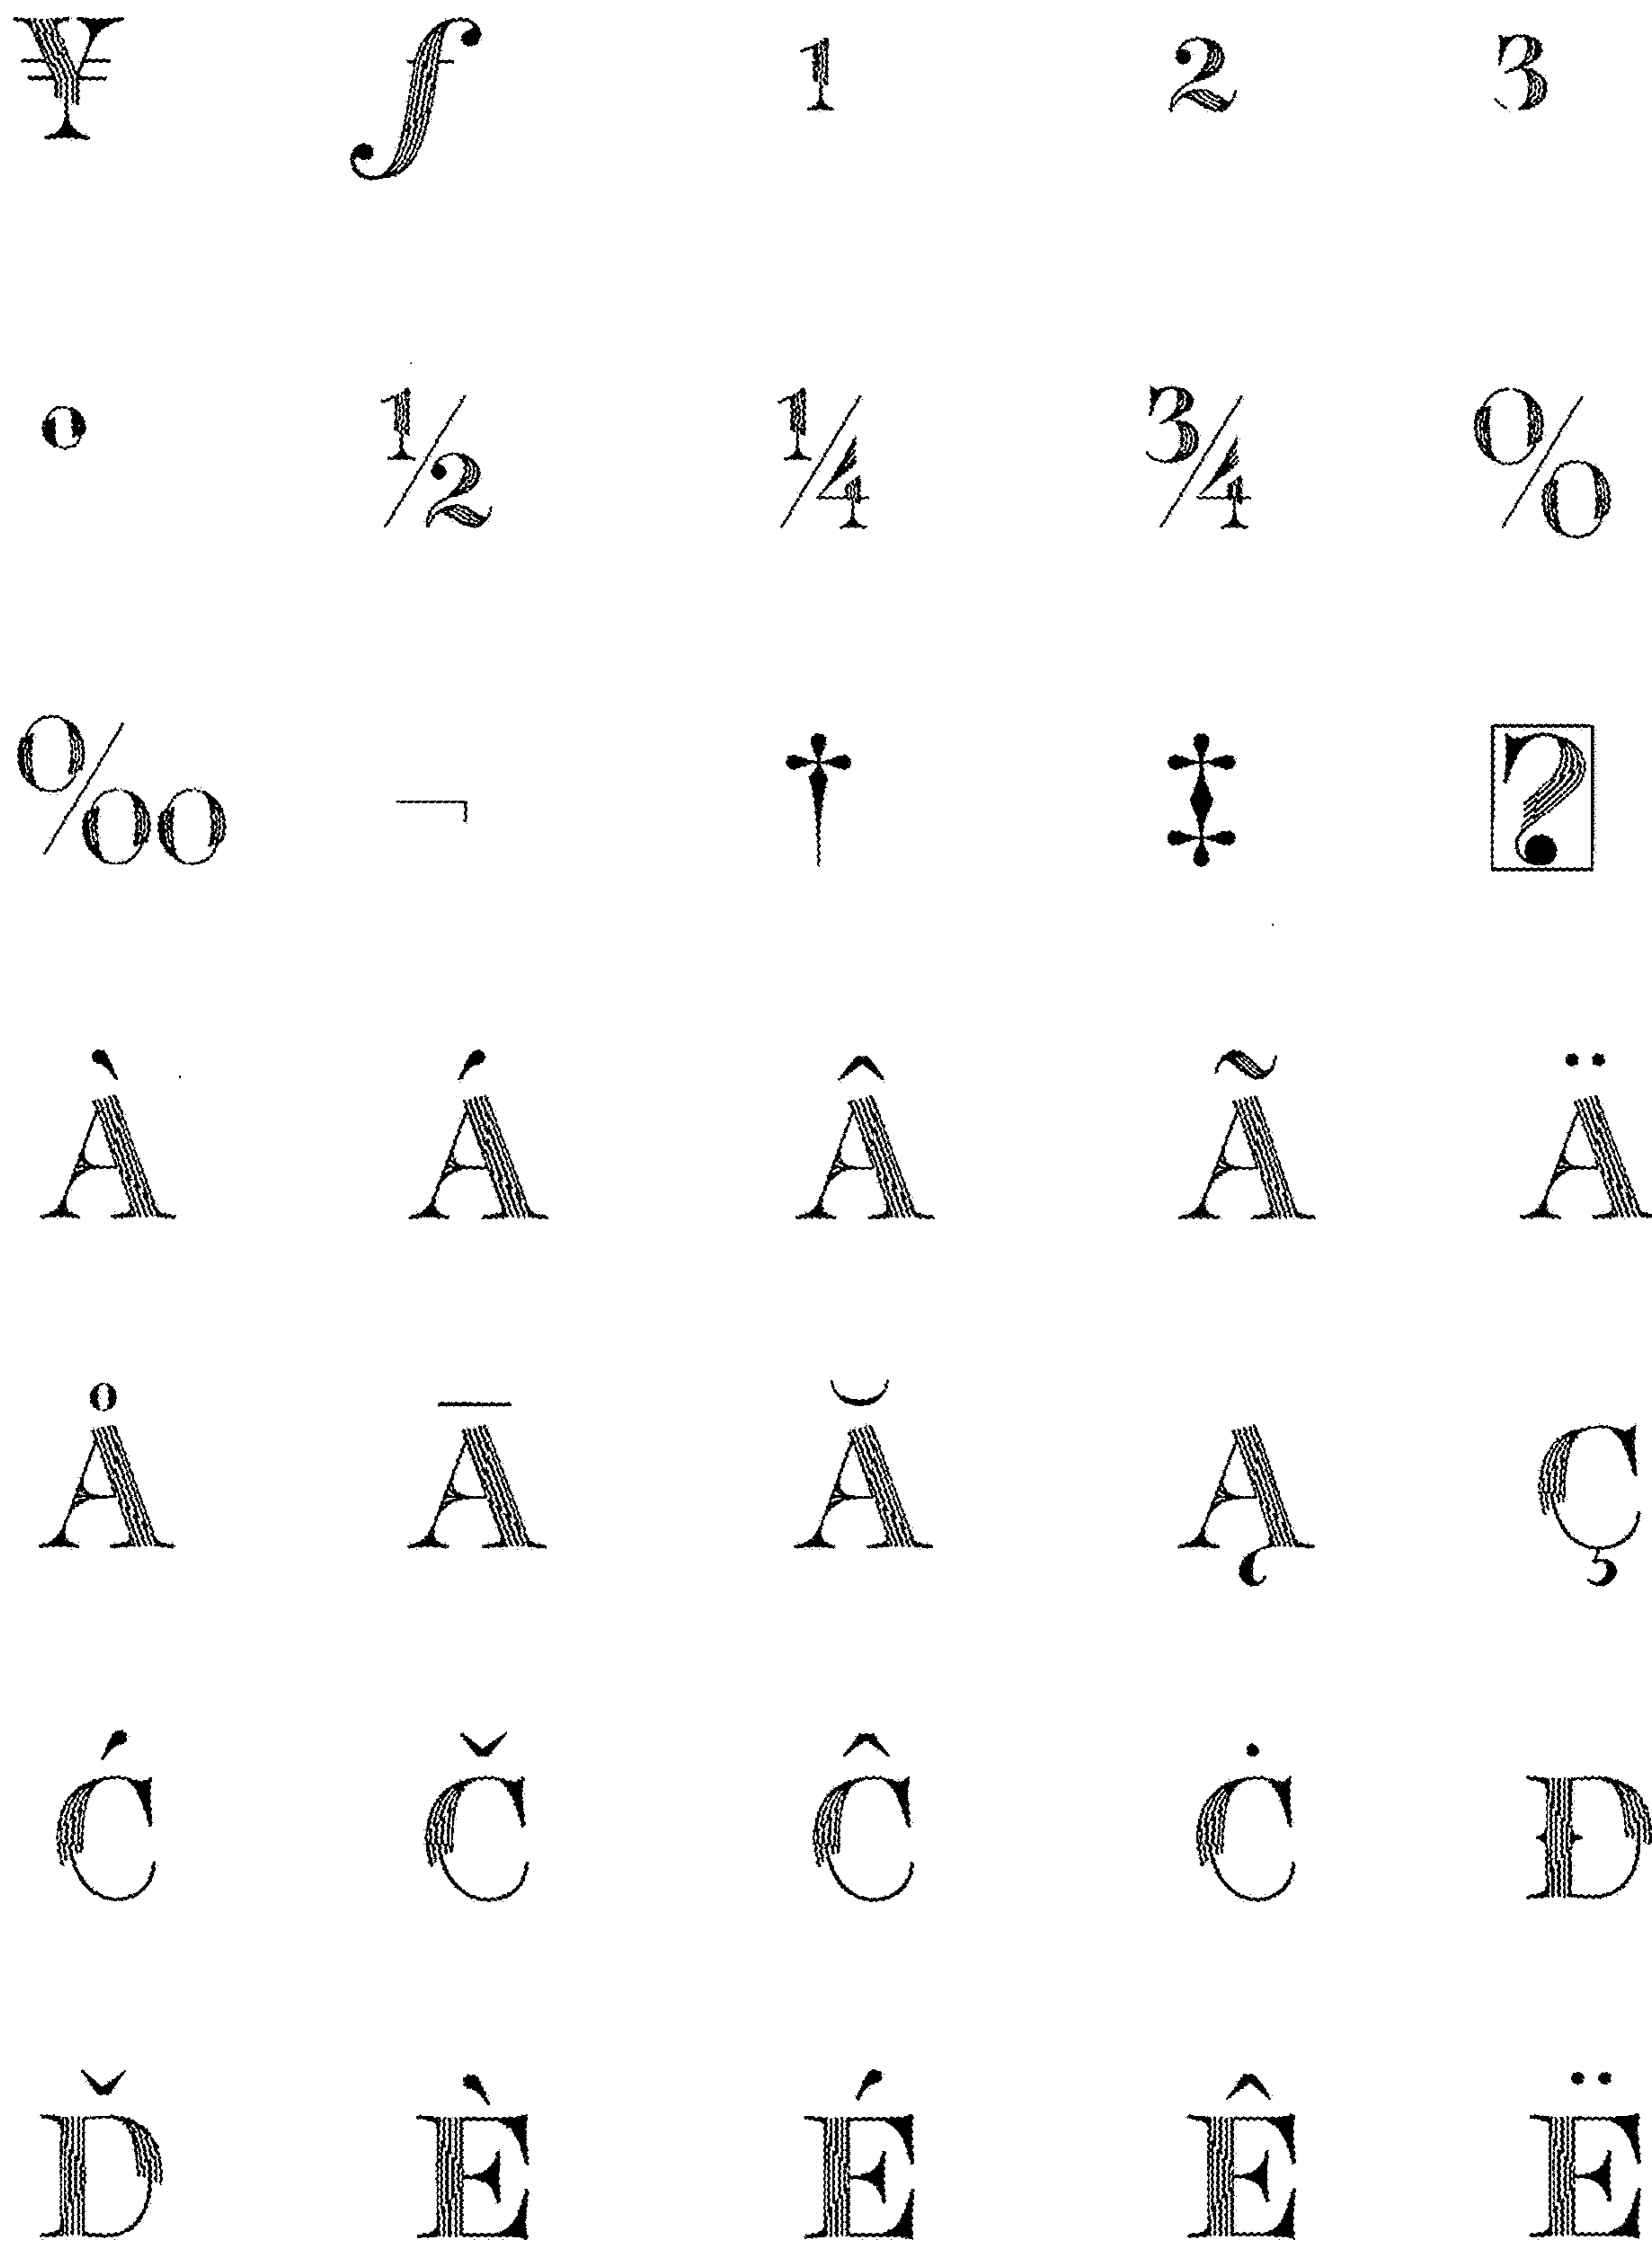 ¥ ƒ ¹ ² ³
° ½ ¼ ¾ %
‰ ¬ † ‡ ?
À Á Â Ã Ä
Å Ā Ă Ą Ç
Ć Č Ĉ Ċ Đ
Ď È É Ê Ë